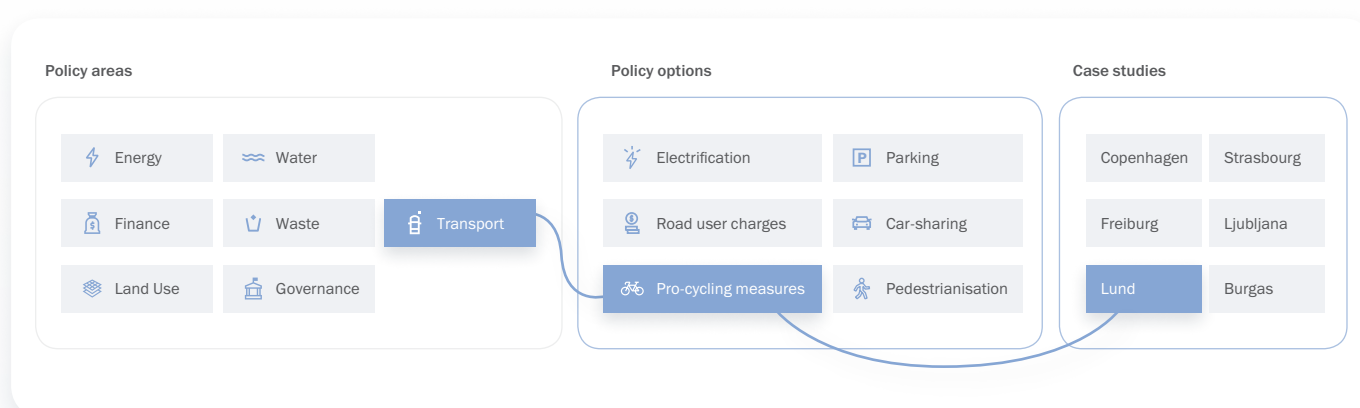 Policy areas
Energy
Water
Finance
Waste
Transport
Land Use
Governance
Policy options
Electrification
P Parking
$ Road user charges
Car-sharing
Pro-cycling measures
Pedestrianisation
Case studies
Copenhagen
Strasbourg
Freiburg
Ljubljana
Lund
Burgas